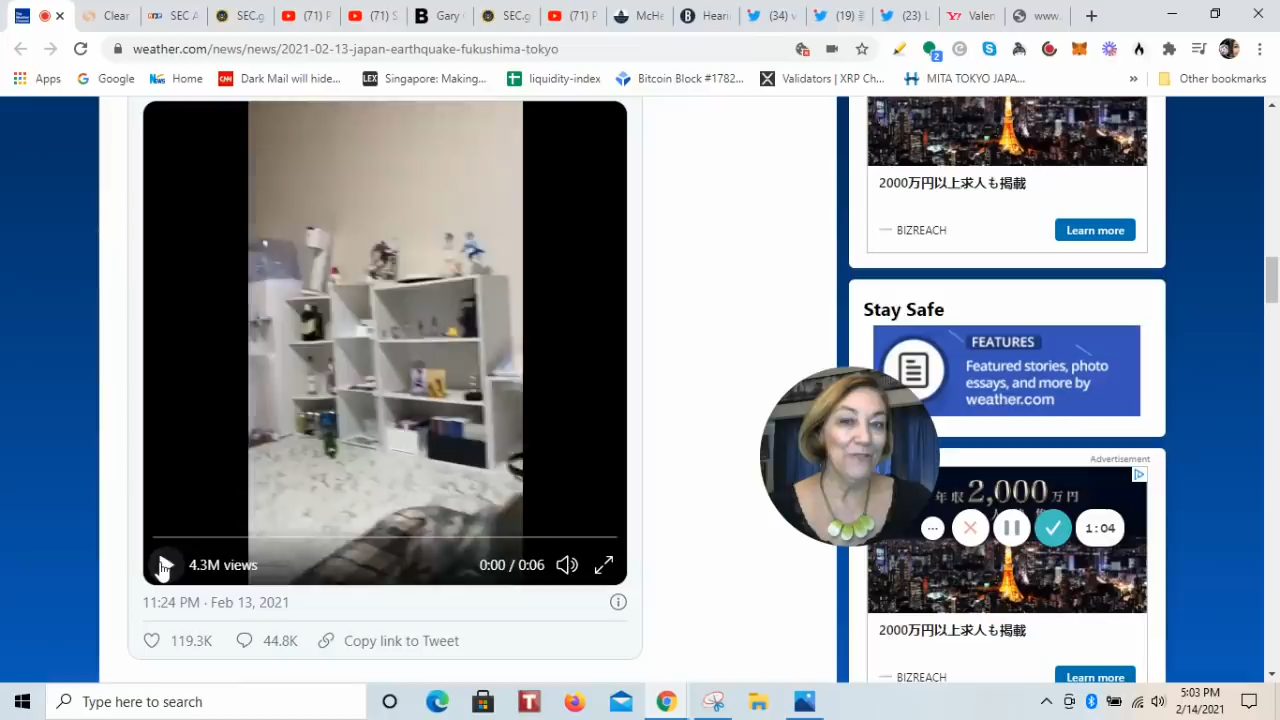 Clear
SEC
SEC.g
(71) F
(71) S
B
Gart
SEC.g
(71) F
McHe
Bitco
(34) v
(19) i
(23) L
Valen
www.
weather.com/news/news/2021-02-13-japan-earthquake-fukushima-tokyo
2
Apps
Google
Home
Dark Mail will hide...
LEX
Singapore: Making...
liquidity-index
Bitcoin Block #1782...
Validators | XRP Ch...
MITA TOKYO JAPA...
»
Other bookmarks
2000万円以上求人も掲載
BIZREACH
Learn more
Stay Safe
FEATURES
Featured stories, photo
essays, and more by
weather.com
Advertisement
年収2,000万円
1:04
4.3M views
0:00 / 0:06
11:24 PM · Feb 13, 2021
119.3K
44.8K
Copy link to Tweet
2000万円以上求人も掲載
BIZREACH
Learn more
Type here to search
5:03 PM
2/14/2021